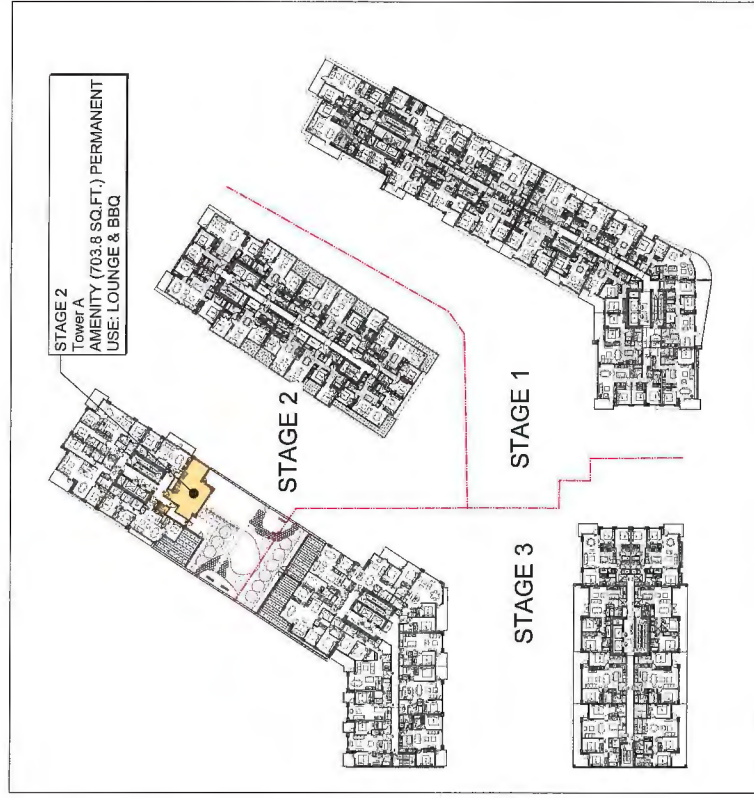 STAGE 2
Tower A
AMENITY (703.8 SQ.FT.) PERMANENT
USE: LOUNGE & BBQ
STAGE 2
STAGE 1
STAGE 3